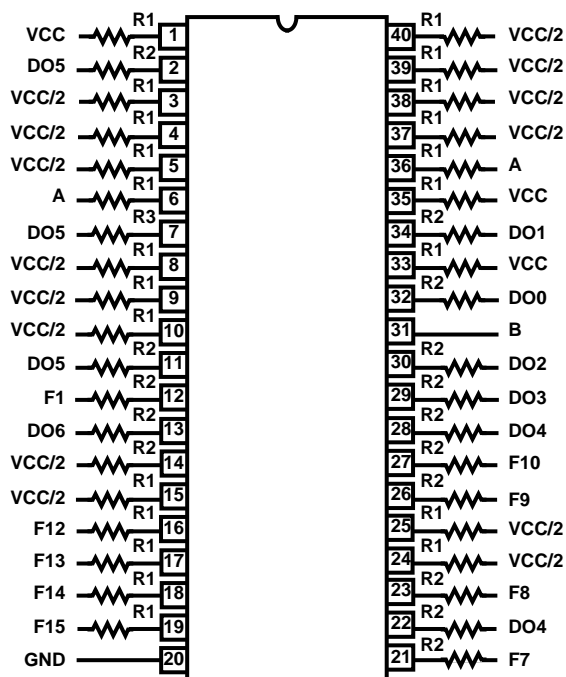 VCC R1 1 40 R1 VCC/2
DO5 R2 2 39 R1 VCC/2
VCC/2 R1 3 38 R1 VCC/2
VCC/2 R1 4 37 R1 VCC/2
VCC/2 R1 5 36 R1 A
A R1 6 35 R1 VCC
DO5 R3 7 34 R2 DO1
VCC/2 R1 8 33 R1 VCC
VCC/2 R1 9 32 R2 DO0
VCC/2 R1 10 31 B
DO5 R2 11 30 R2 DO2
F1 R2 12 29 R2 DO3
DO6 R2 13 28 R2 DO4
VCC/2 R2 14 27 R2 F10
VCC/2 R1 15 26 R2 F9
F12 R1 16 25 R1 VCC/2
F13 R1 17 24 R1 VCC/2
F14 R1 18 23 R2 F8
F15 R1 19 22 R2 DO4
GND 20 21 R2 F7